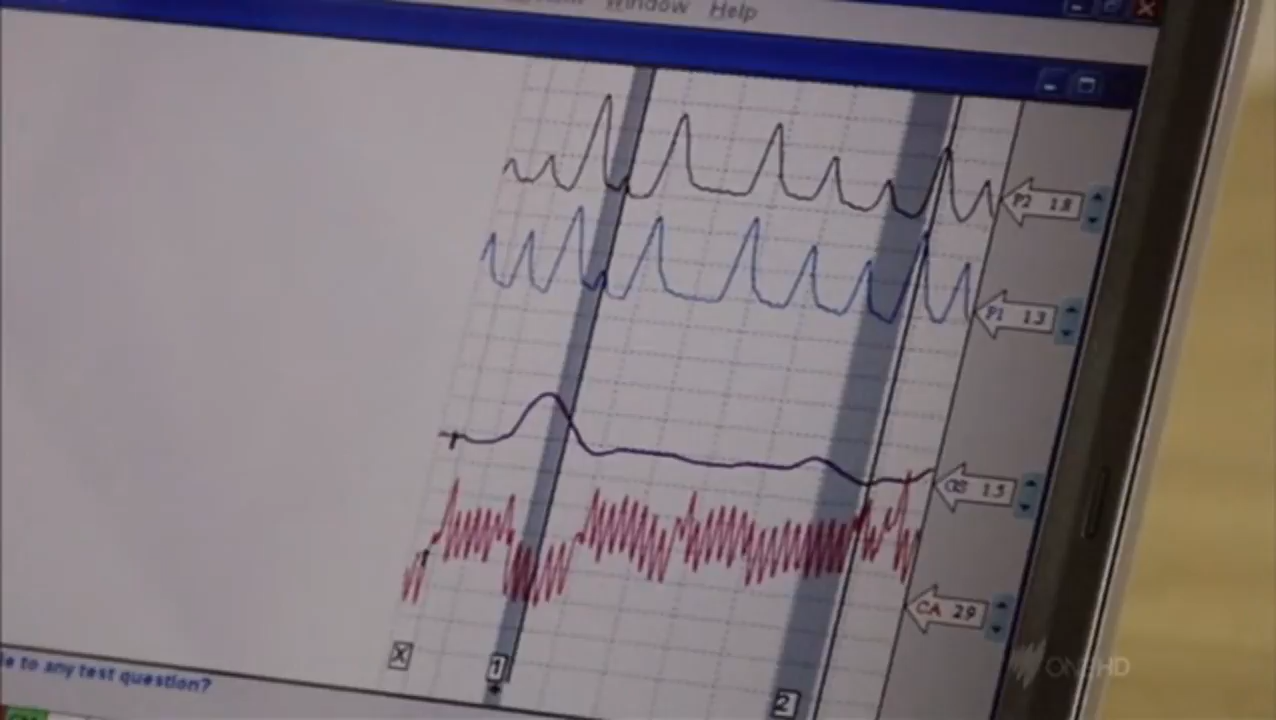 Window Help
P2 1.8
P1 1.3
GS 1.5
CA 2.9
X
1
2
to any test question?
ONE HD